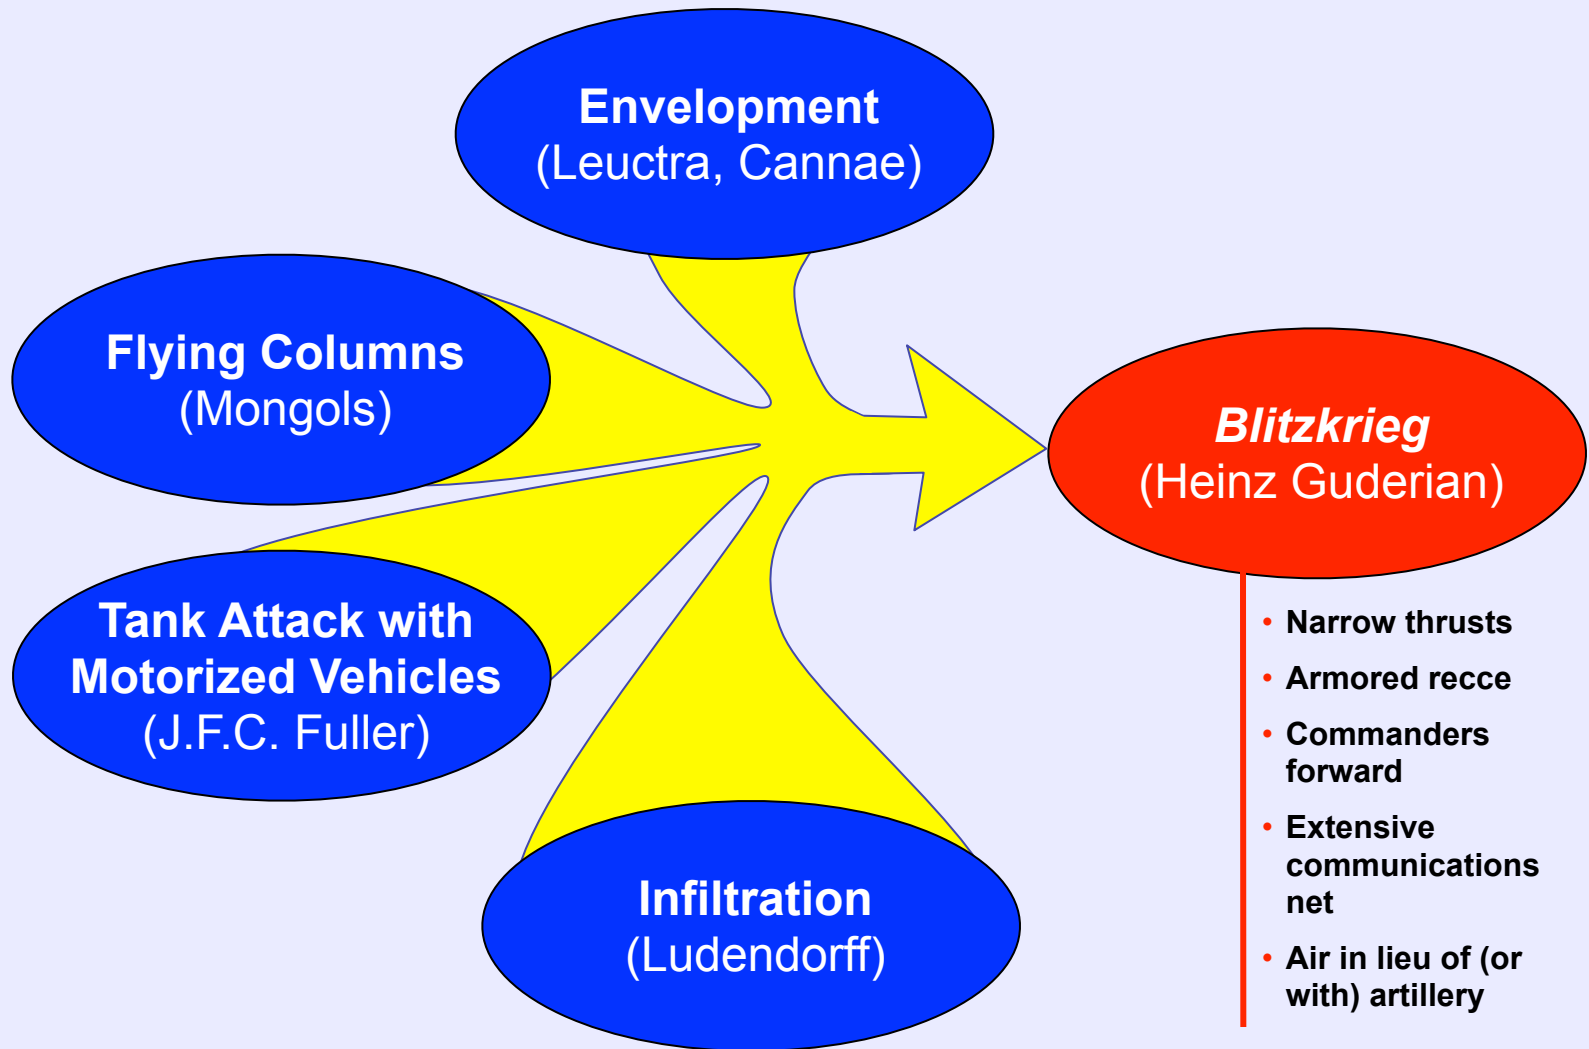 Envelopment
(Leuctra, Cannae)
Flying Columns
(Mongols)
Tank Attack with
Motorized Vehicles
(J.F.C. Fuller)
Infiltration
(Ludendorff)
Blitzkrieg
(Heinz Guderian)
• Narrow thrusts
• Armored recce
• Commanders
forward
• Extensive
communications
net
• Air in lieu of (or
with) artillery